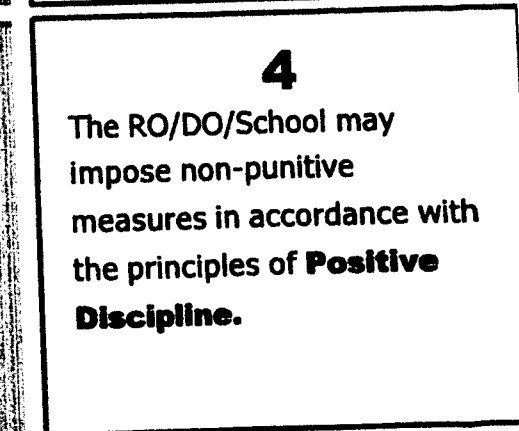 4
The RO/DO/School may
impose non-punitive
measures in accordance with
the principles of Positive
Discipline.